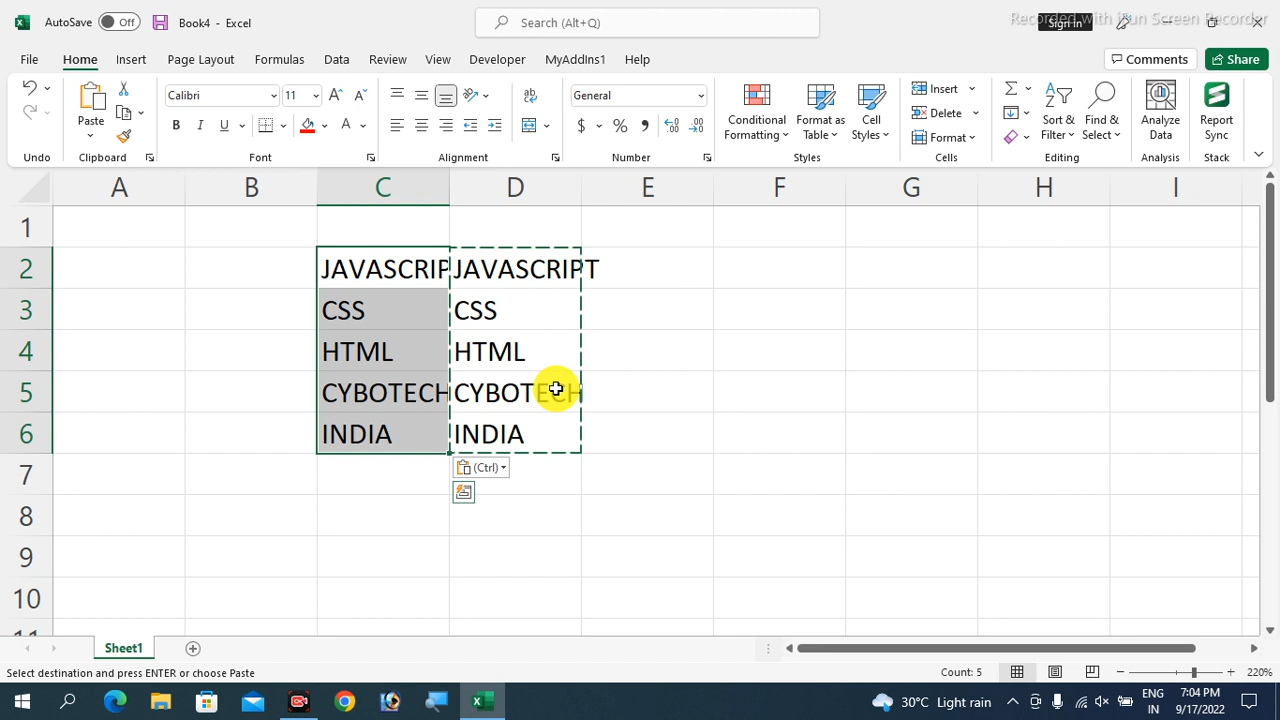 AutoSave Off Book4 - Excel Search (Alt+Q) Sign in
Recorded with iTun Screen Recorder
File Home Insert Page Layout Formulas Data Review View Developer MyAddIns1 Help Comments Share
Calibri 11 General
Paste
B I U A
$ % 9
Conditional Formatting
Format as Table
Cell Styles
Insert
Delete
Format
Sort & Filter
Find & Select
Analyze Data
Report Sync
Undo Clipboard Font Alignment Number Styles Cells Editing Analysis Stack
A B C D E F G H I
1
2 JAVASCRIP JAVASCRIPT
3 CSS CSS
4 HTML HTML
5 CYBOTECH CYBOTECH
6 INDIA INDIA
7 (Ctrl)
8
9
10
11
Sheet1
Select destination and press ENTER or choose Paste Count: 5 220%
30°C Light rain ENG IN 7:04 PM 9/17/2022